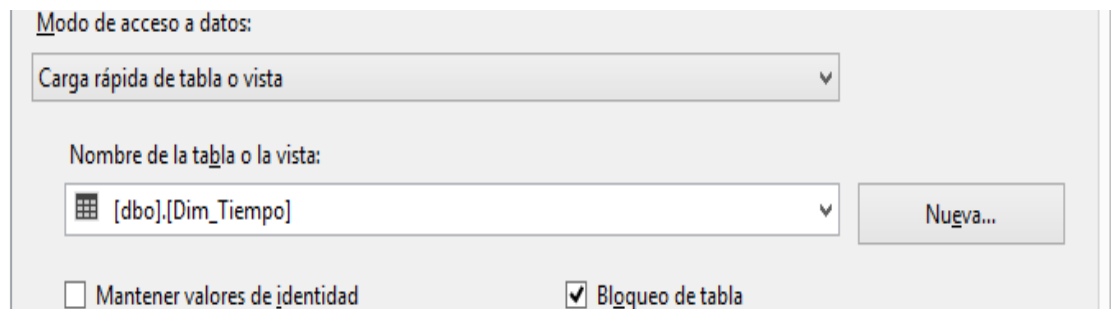 Modo de acceso a datos:
Carga rápida de tabla o vista
Nombre de la tabla o la vista:
[dbo].[Dim_Tiempo]
Nueva...
Mantener valores de identidad
Bloqueo de tabla